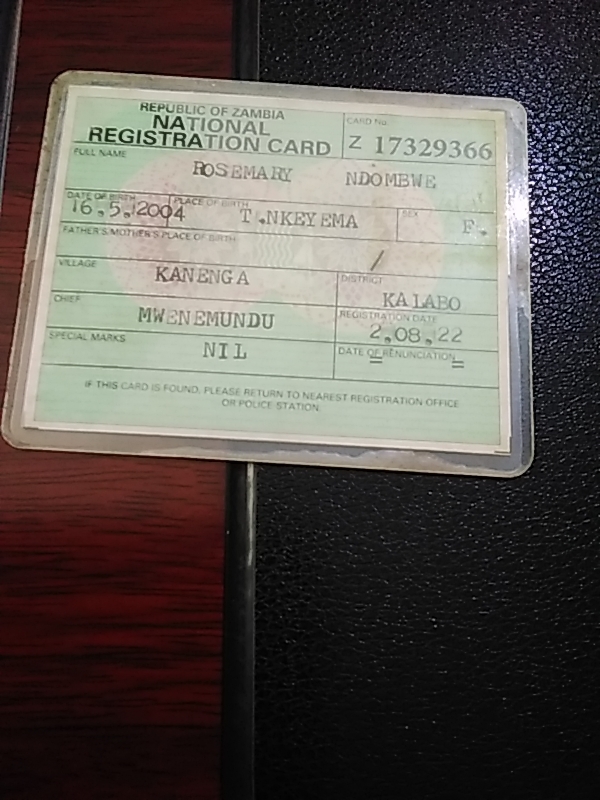 REPUBLIC OF ZAMBIA
NATIONAL
REGISTRATION CARD
CARD No.
Z 17329366
FULL NAME
ROSEMARY NDOMBWE
DATE OF BIRTH
16.5.2004
PLACE OF BIRTH
T.NKEYEMA
SEX
F.
FATHER'S/MOTHER'S PLACE OF BIRTH
/
VILLAGE
KANENGA
DISTRICT
KALABO
CHIEF
MWENEMUNDU
REGISTRATION DATE
2,08,22
SPECIAL MARKS
NIL
DATE OF RENUNCIATION
= =
IF THIS CARD IS FOUND, PLEASE RETURN TO NEAREST REGISTRATION OFFICE
OR POLICE STATION.